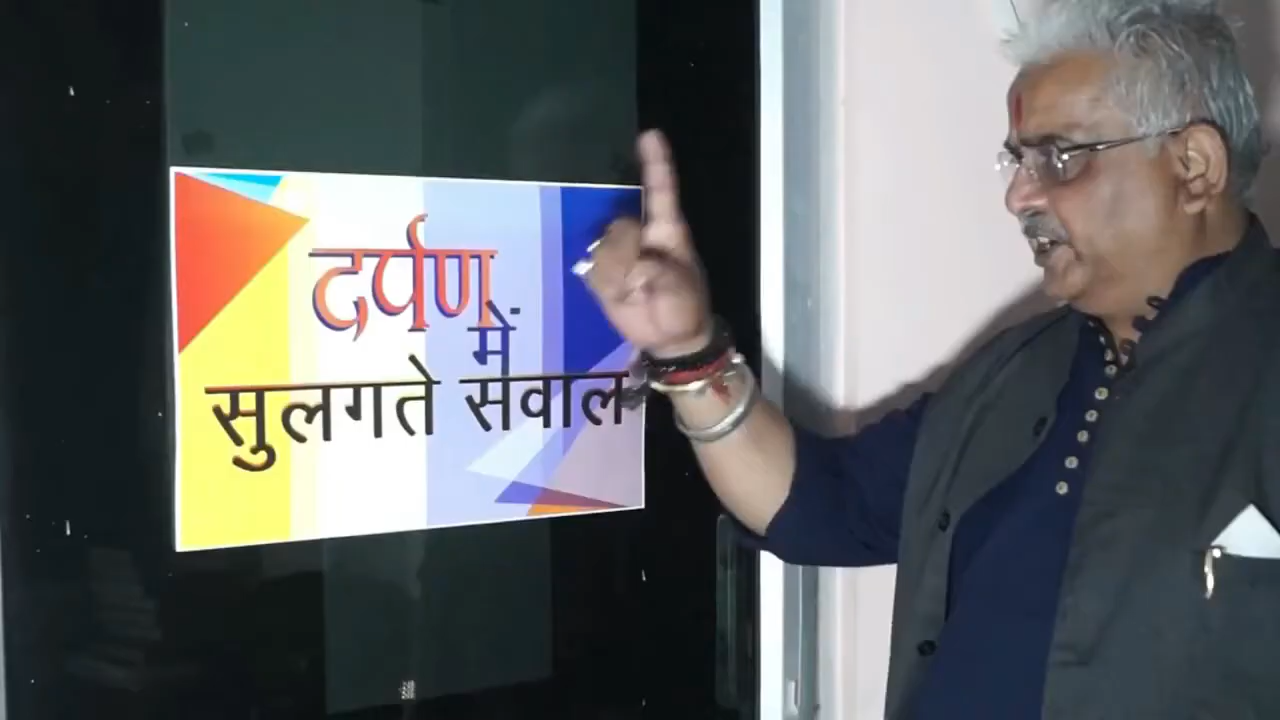 दर्पण
में
सुलगते सवाल